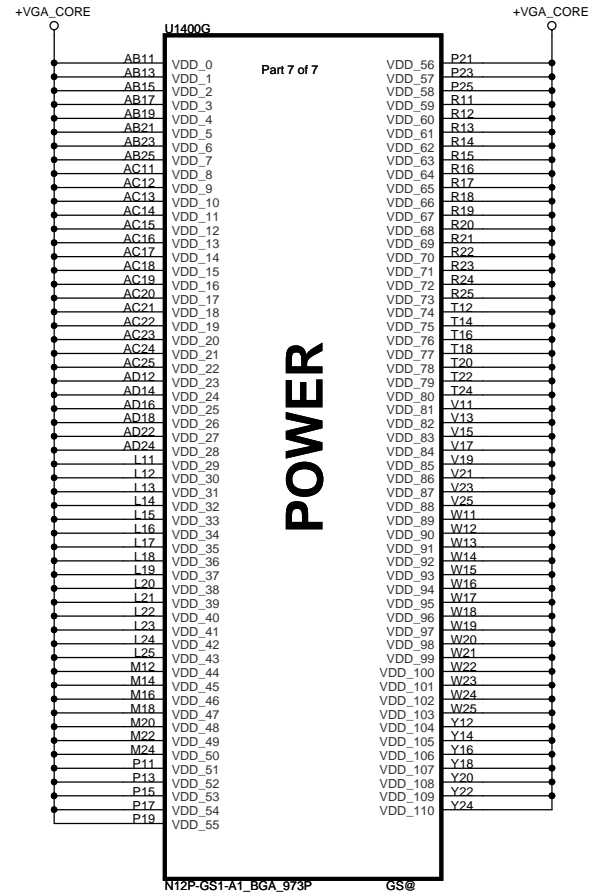 +VGA_CORE +VGA_CORE
U1400G
Part 7 of 7
AB11 VDD_0 VDD_56 P21
AB13 VDD_1 VDD_57 P23
AB15 VDD_2 VDD_58 P25
AB17 VDD_3 VDD_59 R11
AB19 VDD_4 VDD_60 R12
AB21 VDD_5 VDD_61 R13
AB23 VDD_6 VDD_62 R14
AB25 VDD_7 VDD_63 R15
AC11 VDD_8 VDD_64 R16
AC12 VDD_9 VDD_65 R17
AC13 VDD_10 VDD_66 R18
AC14 VDD_11 VDD_67 R19
AC15 VDD_12 VDD_68 R20
AC16 VDD_13 VDD_69 R21
AC17 VDD_14 VDD_70 R22
AC18 VDD_15 VDD_71 R23
AC19 VDD_16 VDD_72 R24
AC20 VDD_17 VDD_73 R25
AC21 VDD_18 VDD_74 T12
AC22 VDD_19 VDD_75 T14
AC23 VDD_20 VDD_76 T16
AC24 VDD_21 VDD_77 T18
AC25 VDD_22 VDD_78 T20
AD12 VDD_23 VDD_79 T22
AD14 VDD_24 VDD_80 T24
AD16 VDD_25 VDD_81 V11
AD18 VDD_26 VDD_82 V13
AD22 VDD_27 VDD_83 V15
AD24 VDD_28 VDD_84 V17
L11 VDD_29 VDD_85 V19
L12 VDD_30 VDD_86 V21
L13 VDD_31 VDD_87 V23
L14 VDD_32 VDD_88 V25
L15 VDD_33 VDD_89 W11
L16 VDD_34 VDD_90 W12
L17 VDD_35 VDD_91 W13
L18 VDD_36 VDD_92 W14
L19 VDD_37 VDD_93 W15
L20 VDD_38 VDD_94 W16
L21 VDD_39 VDD_95 W17
L22 VDD_40 VDD_96 W18
L23 VDD_41 VDD_97 W19
L24 VDD_42 VDD_98 W20
L25 VDD_43 VDD_99 W21
M12 VDD_44 VDD_100 W22
M14 VDD_45 VDD_101 W23
M16 VDD_46 VDD_102 W24
M18 VDD_47 VDD_103 W25
M20 VDD_48 VDD_104 Y12
M22 VDD_49 VDD_105 Y14
M24 VDD_50 VDD_106 Y16
P11 VDD_51 VDD_107 Y18
P13 VDD_52 VDD_108 Y20
P15 VDD_53 VDD_109 Y22
P17 VDD_54 VDD_110 Y24
P19 VDD_55
POWER
N12P-GS1-A1_BGA_973P GS@